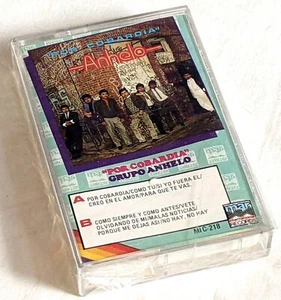 "POR COBARDIA"
Anhelo
"POR COBARDIA"
GRUPO ANHELO
A POR COBARDIA/COMO TU/SI YO FUERA EL/
CREO EN EL AMOR/PARA QUE TE VAS.
B COMO SIEMPRE Y COMO ANTES/VETE
OLVIDANDO DE MI/MALAS NOTICIAS/
PORQUE ME DEJAS ASI/NO HAY, NO HAY
MFC-218